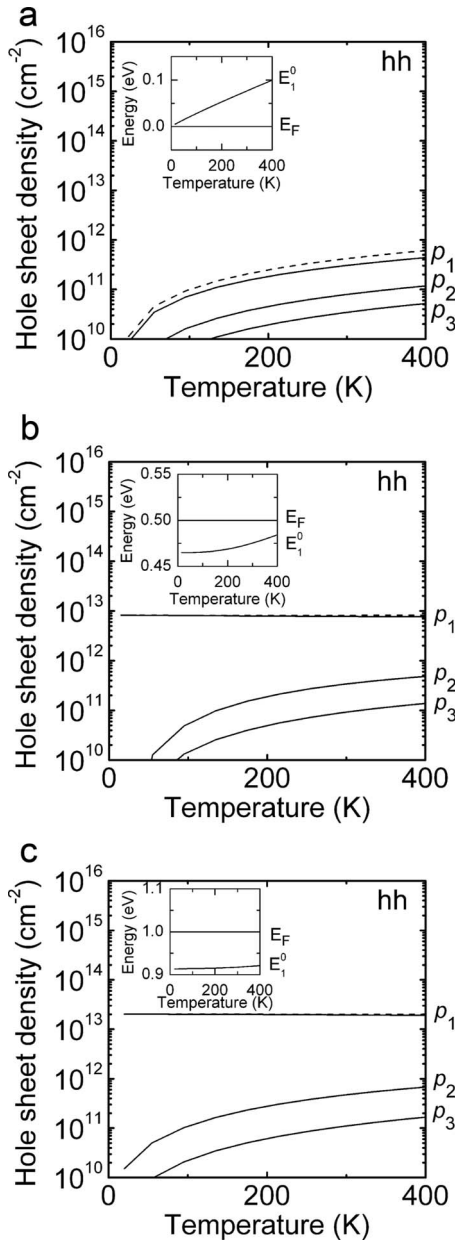 a
10^16
hh
10^15
10^14
10^13
10^12
10^11
10^10
Hole sheet density (cm^-2)
Energy (eV)
0.1
0.0
E_1^0
E_F
0 200 400
Temperature (K)
p_1
p_2
p_3
0 200 400
Temperature (K)
b
10^16
hh
10^15
10^14
10^13
10^12
10^11
10^10
Hole sheet density (cm^-2)
Energy (eV)
0.55
0.50
0.45
E_F
E_1^0
0 200 400
Temperature (K)
p_1
p_2
p_3
0 200 400
Temperature (K)
c
10^16
hh
10^15
10^14
10^13
10^12
10^11
10^10
Hole sheet density (cm^-2)
Energy (eV)
1.1
1.0
0.9
E_F
E_1^0
0 200 400
Temperature (K)
p_1
p_2
p_3
0 200 400
Temperature (K)